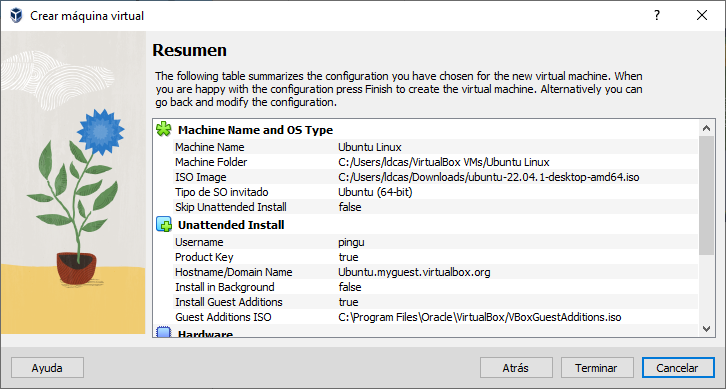 Crear máquina virtual
Resumen
The following table summarizes the configuration you have chosen for the new virtual machine. When
you are happy with the configuration press Finish to create the virtual machine. Alternatively you can
go back and modify the configuration.
Machine Name and OS Type
Machine Name Ubuntu Linux
Machine Folder C:/Users/ldcas/VirtualBox VMs/Ubuntu Linux
ISO Image C:/Users/ldcas/Downloads/ubuntu-22.04.1-desktop-amd64.iso
Tipo de SO invitado Ubuntu (64-bit)
Skip Unattended Install false
Unattended Install
Username pingu
Product Key true
Hostname/Domain Name Ubuntu.myguest.virtualbox.org
Install in Background false
Install Guest Additions true
Guest Additions ISO C:\Program Files\Oracle\VirtualBox/VBoxGuestAdditions.iso
Hardware
Ayuda Atrás Terminar Cancelar